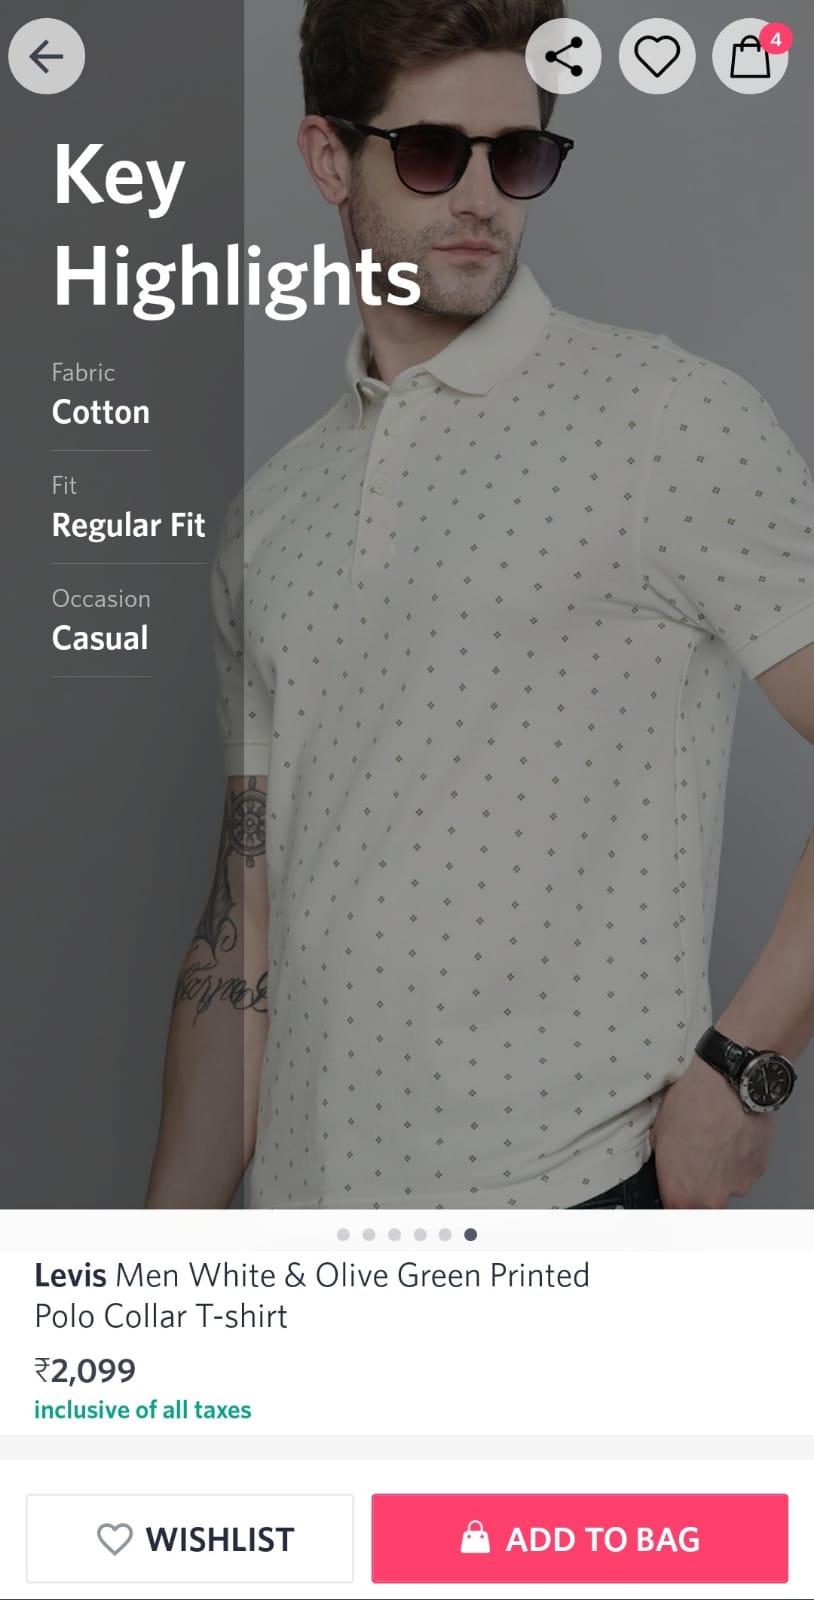 4
Key
Highlights
Fabric
Cotton
Fit
Regular Fit
Occasion
Casual
Levis Men White & Olive Green Printed
Polo Collar T-shirt
₹2,099
inclusive of all taxes
WISHLIST
ADD TO BAG